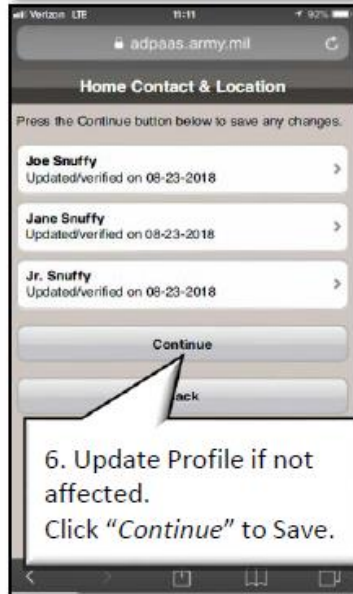 Verizon LTE 11:11 92%
adpaas.army.mil
Home Contact & Location
Press the Continue button below to save any changes.
Joe Snuffy
Updated/verified on 08-23-2018
Jane Snuffy
Updated/verified on 08-23-2018
Jr. Snuffy
Updated/verified on 08-23-2018
Continue
ack
6. Update Profile if not
affected.
Click "Continue" to Save.